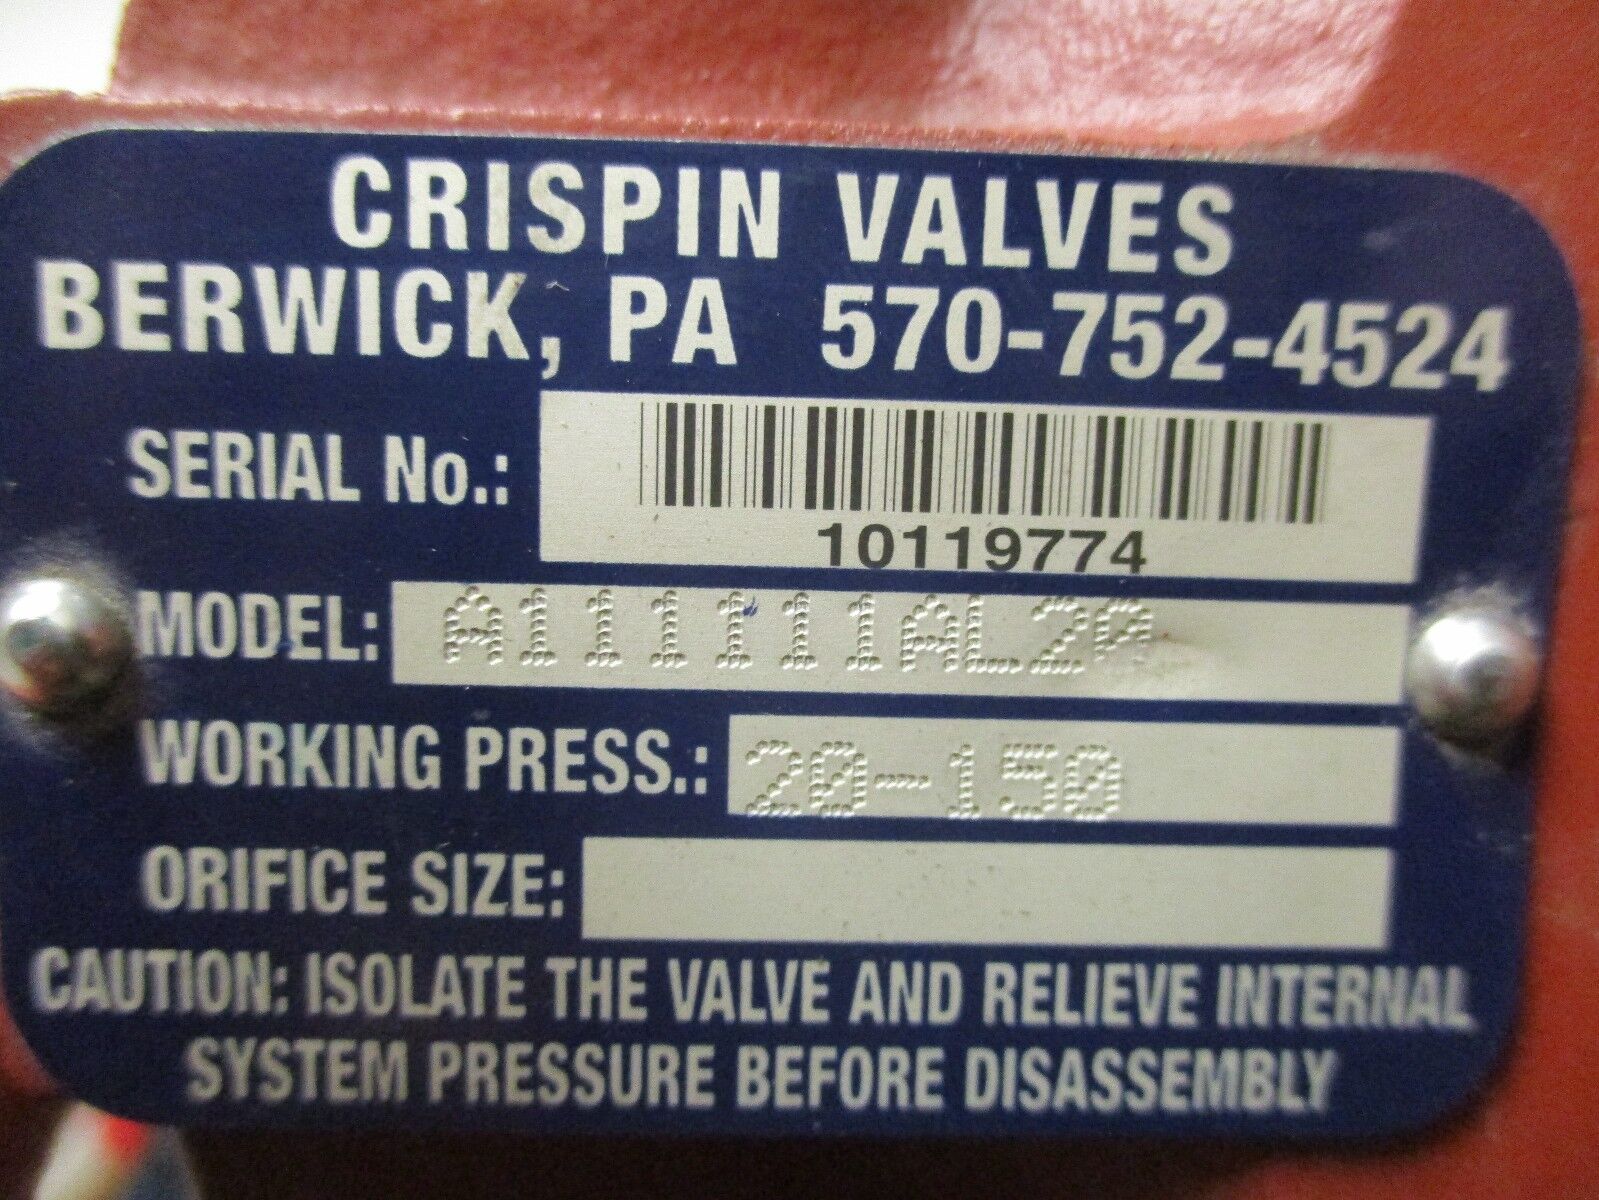 CRISPIN VALVES
BERWICK, PA 570-752-4524
SERIAL No.: 10119774
MODEL: A111111AL20
WORKING PRESS.: 20-150
ORIFICE SIZE:
CAUTION: ISOLATE THE VALVE AND RELIEVE INTERNAL
SYSTEM PRESSURE BEFORE DISASSEMBLY